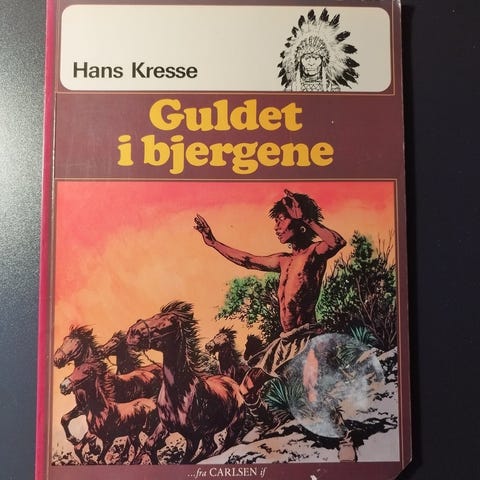 Hans Kresse
Guldet
i bjergene
...fra CARLSEN if